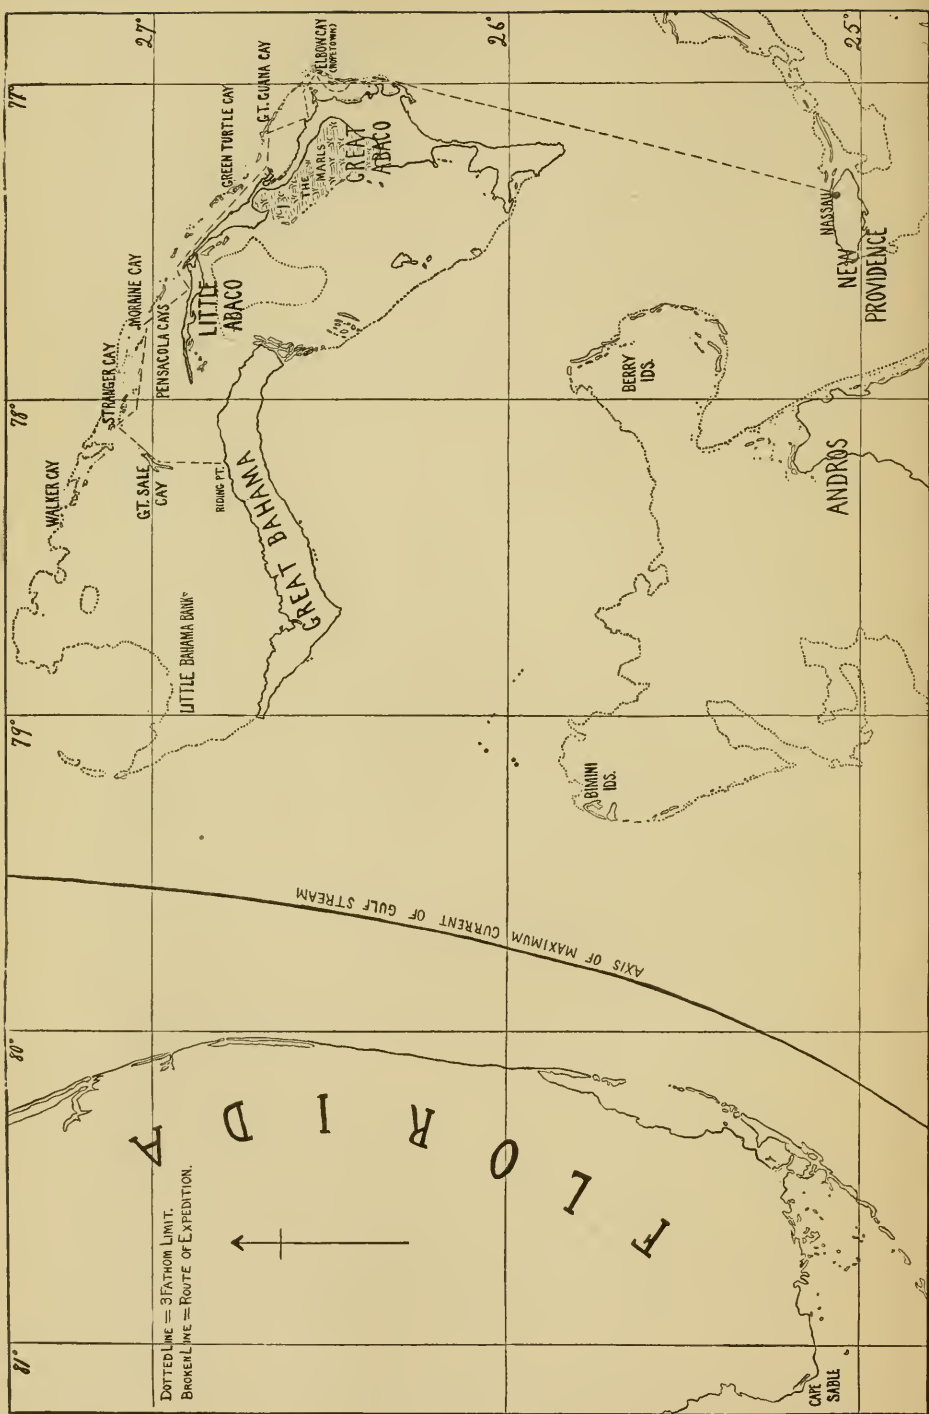 77°
78°
79°
80°
81°
27°
26°
25°
WALKER CAY
STRANGER CAY
MORAINE CAY
PENSACOLA CAYS
GREEN TURTLE CAY
GT. GUANA CAY
ELBOW CAY
(HOPETOWN)
GT. SALE
CAY
RIDING PT.
LITTLE
ABACO
THE
MARLS
GREAT
ABACO
LITTLE BAHAMA BANK
GREAT BAHAMA
BERRY
IDS.
BIMINI
IDS.
NASSAU
NEW
PROVIDENCE
ANDROS
AXIS OF MAXIMUM CURRENT OF GULF STREAM
FLORIDA
CAPE
SABLE
DOTTED LINE = 3 FATHOM LIMIT.
BROKEN LINE = ROUTE OF EXPEDITION.